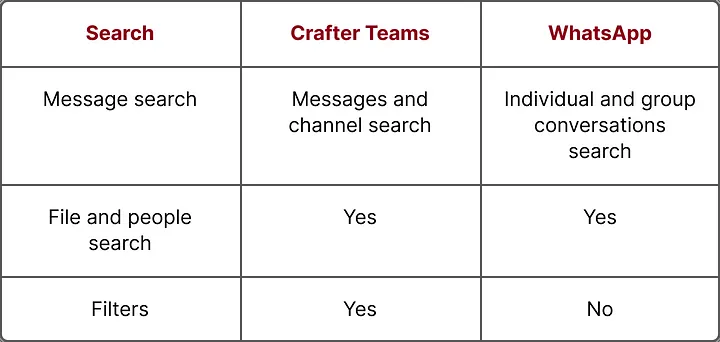 Search Crafter Teams WhatsApp
Message search
Messages and
channel search
Individual and group
conversations
search
File and people
search
Yes
Yes
Filters Yes No